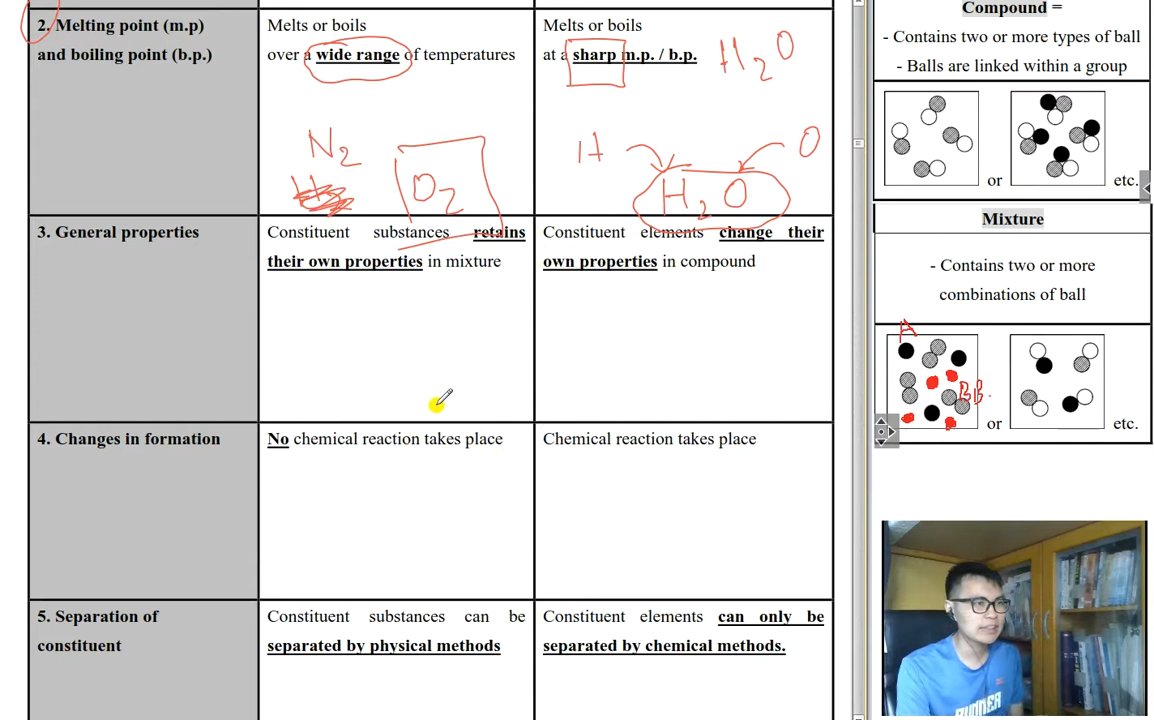 2. Melting point (m.p)
and boiling point (b.p.)
Melts or boils
over a wide range of temperatures
N2
O2
Melts or boils
at a sharp m.p. / b.p.
H2O
H
O
H2O
3. General properties
Constituent substances retains
their own properties in mixture
Constituent elements change their
own properties in compound
4. Changes in formation
No chemical reaction takes place
Chemical reaction takes place
5. Separation of
constituent
Constituent substances can be
separated by physical methods
Constituent elements can only be
separated by chemical methods.
Compound =
- Contains two or more types of ball
- Balls are linked within a group
or
etc.
Mixture
- Contains two or more
combinations of ball
A
BB.
or
etc.
RUNNER